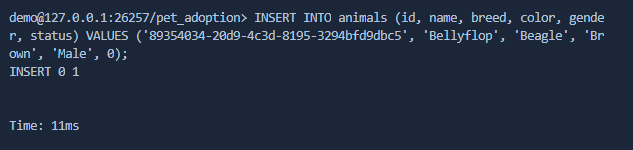 demo@127.0.0.1:26257/pet_adoption> INSERT INTO animals (id, name, breed, color, gende
r, status) VALUES ('89354034-20d9-4c3d-8195-3294bfd9dbc5', 'Bellyflop', 'Beagle', 'Br
own', 'Male', 0);
INSERT 0 1
Time: 11ms